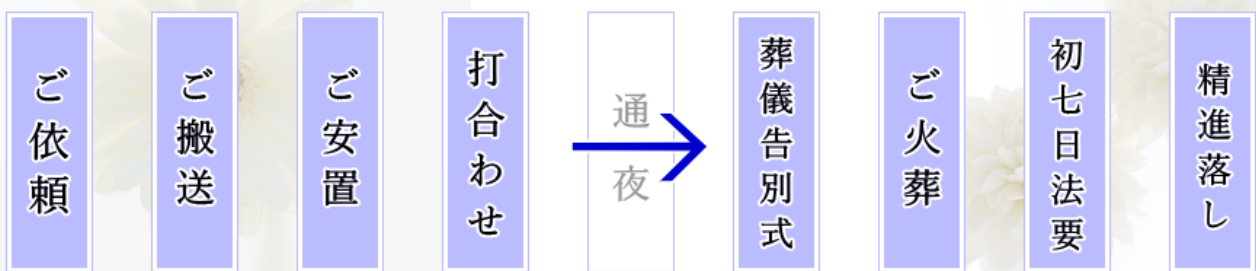 ご依頼
ご搬送
ご安置
打合わせ
通夜
葬儀告別式
ご火葬
初七日法要
精進落し